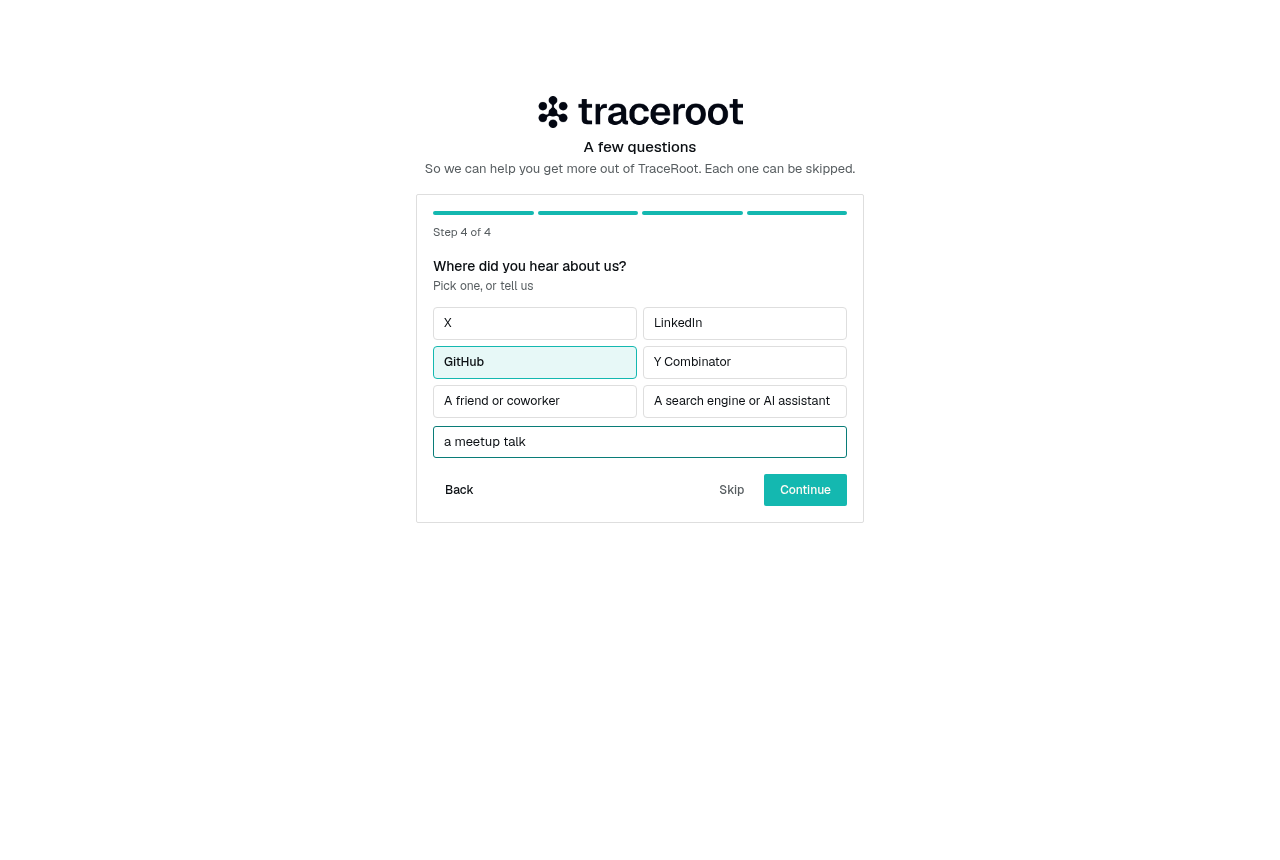 traceroot
A few questions
So we can help you get more out of TraceRoot. Each one can be skipped.
Step 4 of 4
Where did you hear about us?
Pick one, or tell us
X
LinkedIn
GitHub
Y Combinator
A friend or coworker
A search engine or AI assistant
a meetup talk
Back
Skip
Continue